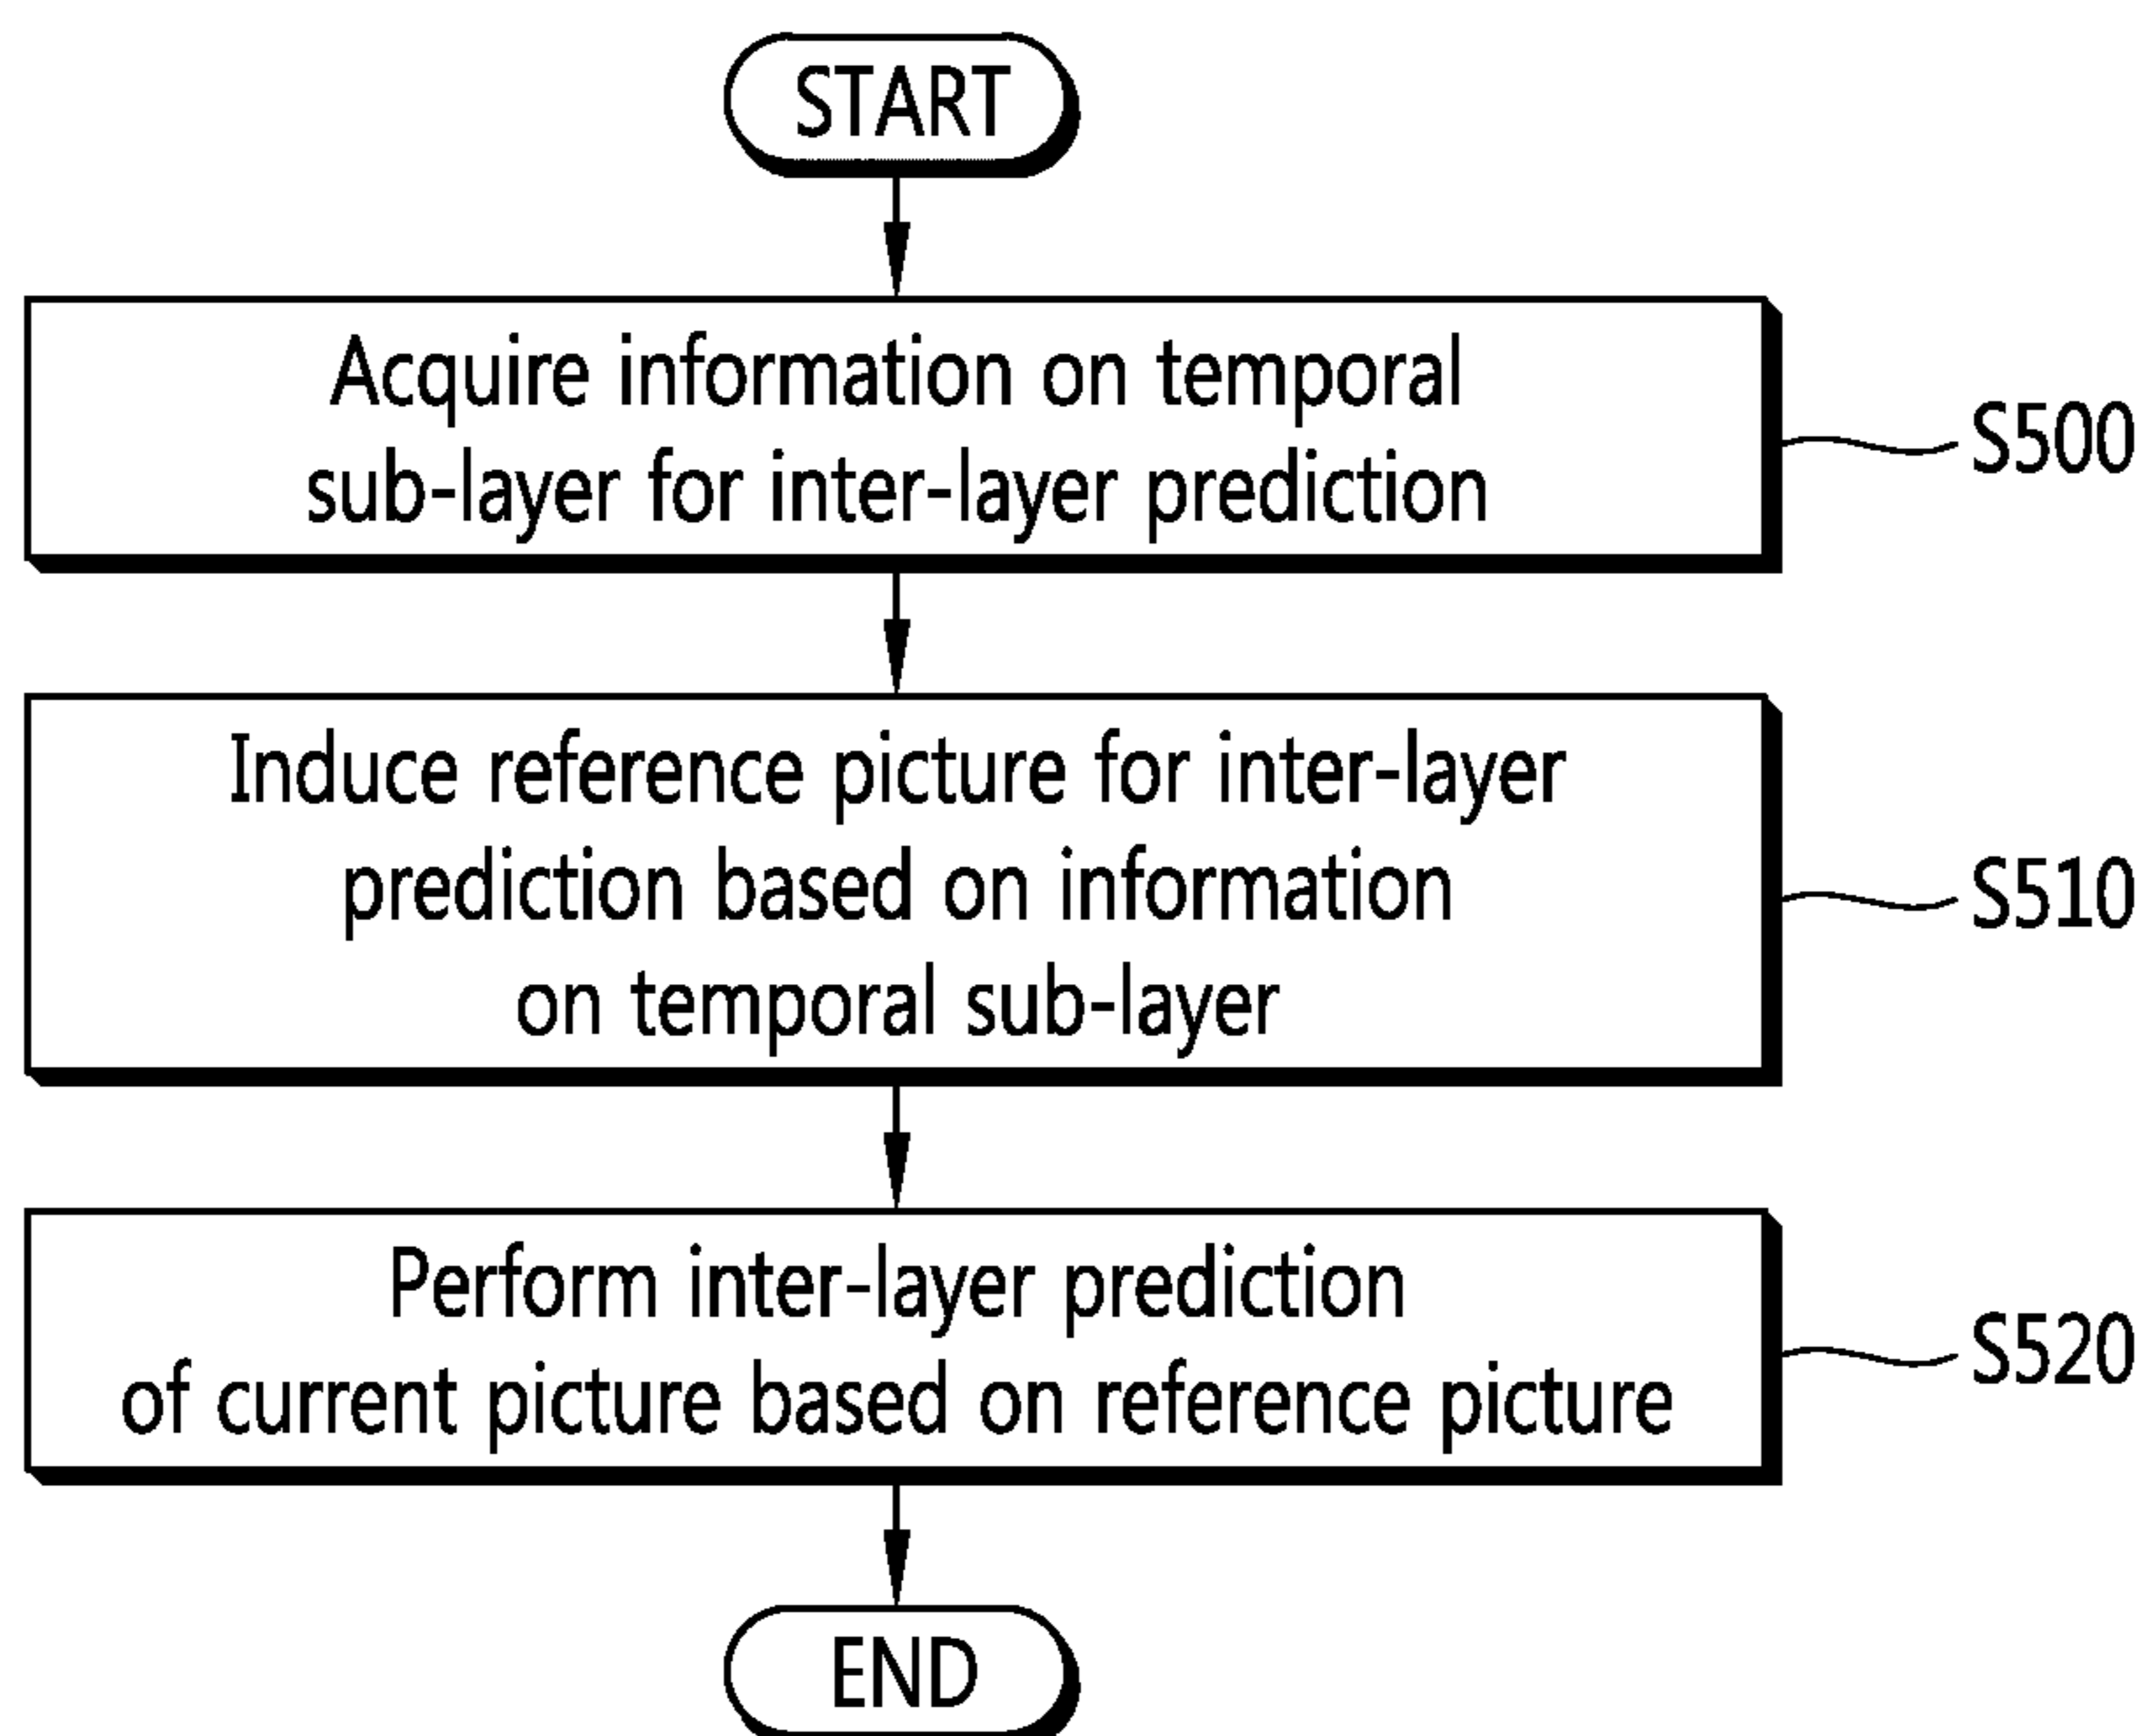 START
Acquire information on temporal
sub-layer for inter-layer prediction
S500
Induce reference picture for inter-layer
prediction based on information
on temporal sub-layer
S510
Perform inter-layer prediction
of current picture based on reference picture
S520
END